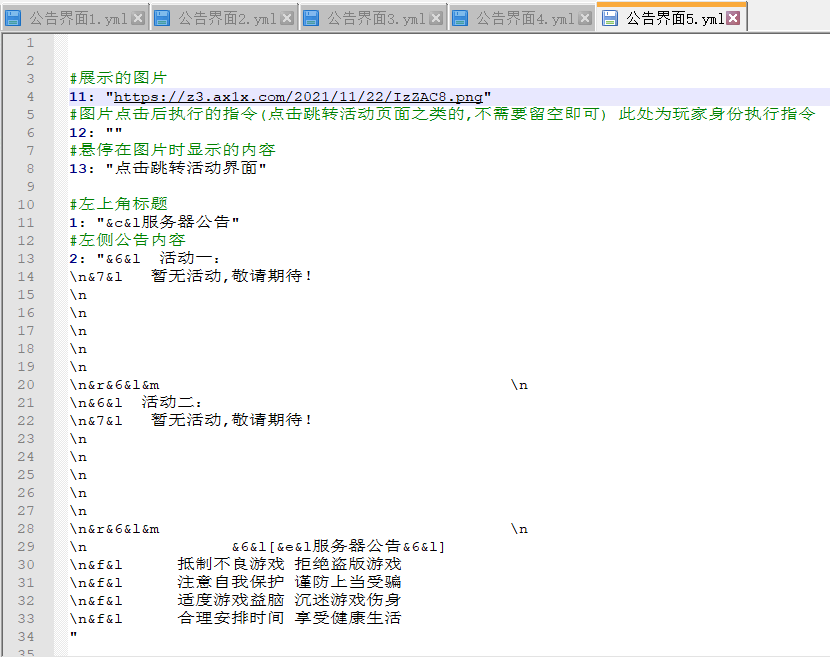 公告界面1.yml 公告界面2.yml 公告界面3.yml 公告界面4.yml 公告界面5.yml
1
2
3 #展示的图片
4 11: "https://z3.ax1x.com/2021/11/22/IzZAC8.png"
5 #图片点击后执行的指令(点击跳转活动页面之类的,不需要留空即可) 此处为玩家身份执行指令
6 12: ""
7 #悬停在图片时显示的内容
8 13: "点击跳转活动界面"
9
10 #左上角标题
11 1: "&c&l服务器公告"
12 #左侧公告内容
13 2: "&6&l  活动一:
14 \n&7&l   暂无活动,敬请期待!
15 \n
16 \n
17 \n
18 \n
19 \n
20 \n&r&6&l&m                                       \n
21 \n&6&l  活动二:
22 \n&7&l   暂无活动,敬请期待!
23 \n
24 \n
25 \n
26 \n
27 \n
28 \n&r&6&l&m                                       \n
29 \n                &6&l[&e&l服务器公告&6&l]
30 \n&f&l      抵制不良游戏 拒绝盗版游戏
31 \n&f&l      注意自我保护 谨防上当受骗
32 \n&f&l      适度游戏益脑 沉迷游戏伤身
33 \n&f&l      合理安排时间 享受健康生活
34 "
35